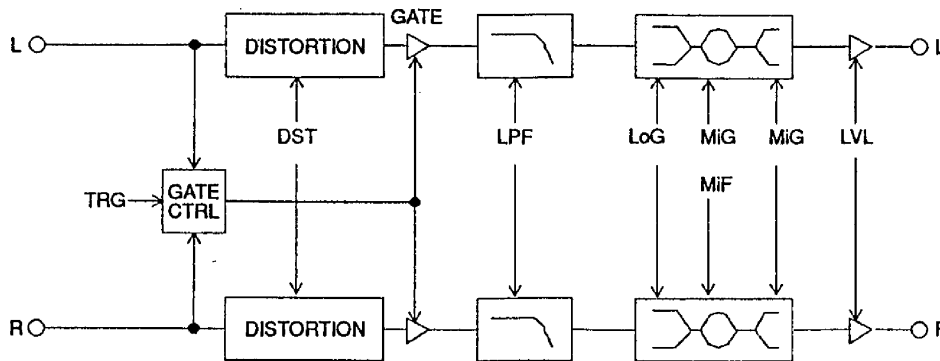 GATE
L DISTORTION L
DST LPF LoG MiG MiG LVL
MiF
TRG GATE
CTRL
R DISTORTION